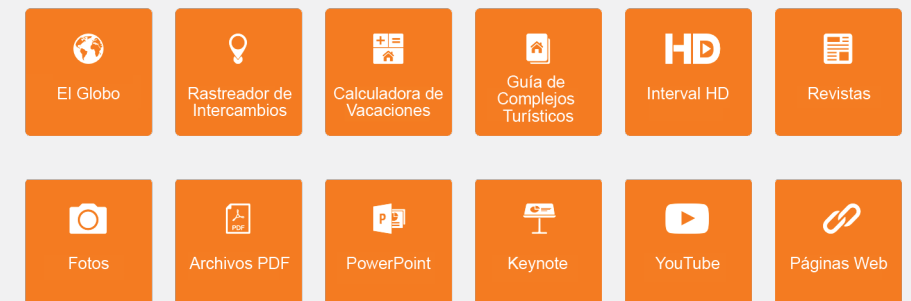 El Globo
Rastreador de
Intercambios
Calculadora de
Vacaciones
Guía de
Complejos
Turísticos
HD
Interval HD
Revistas
Fotos
PDF
Archivos PDF
P
PowerPoint
Keynote
YouTube
Páginas Web